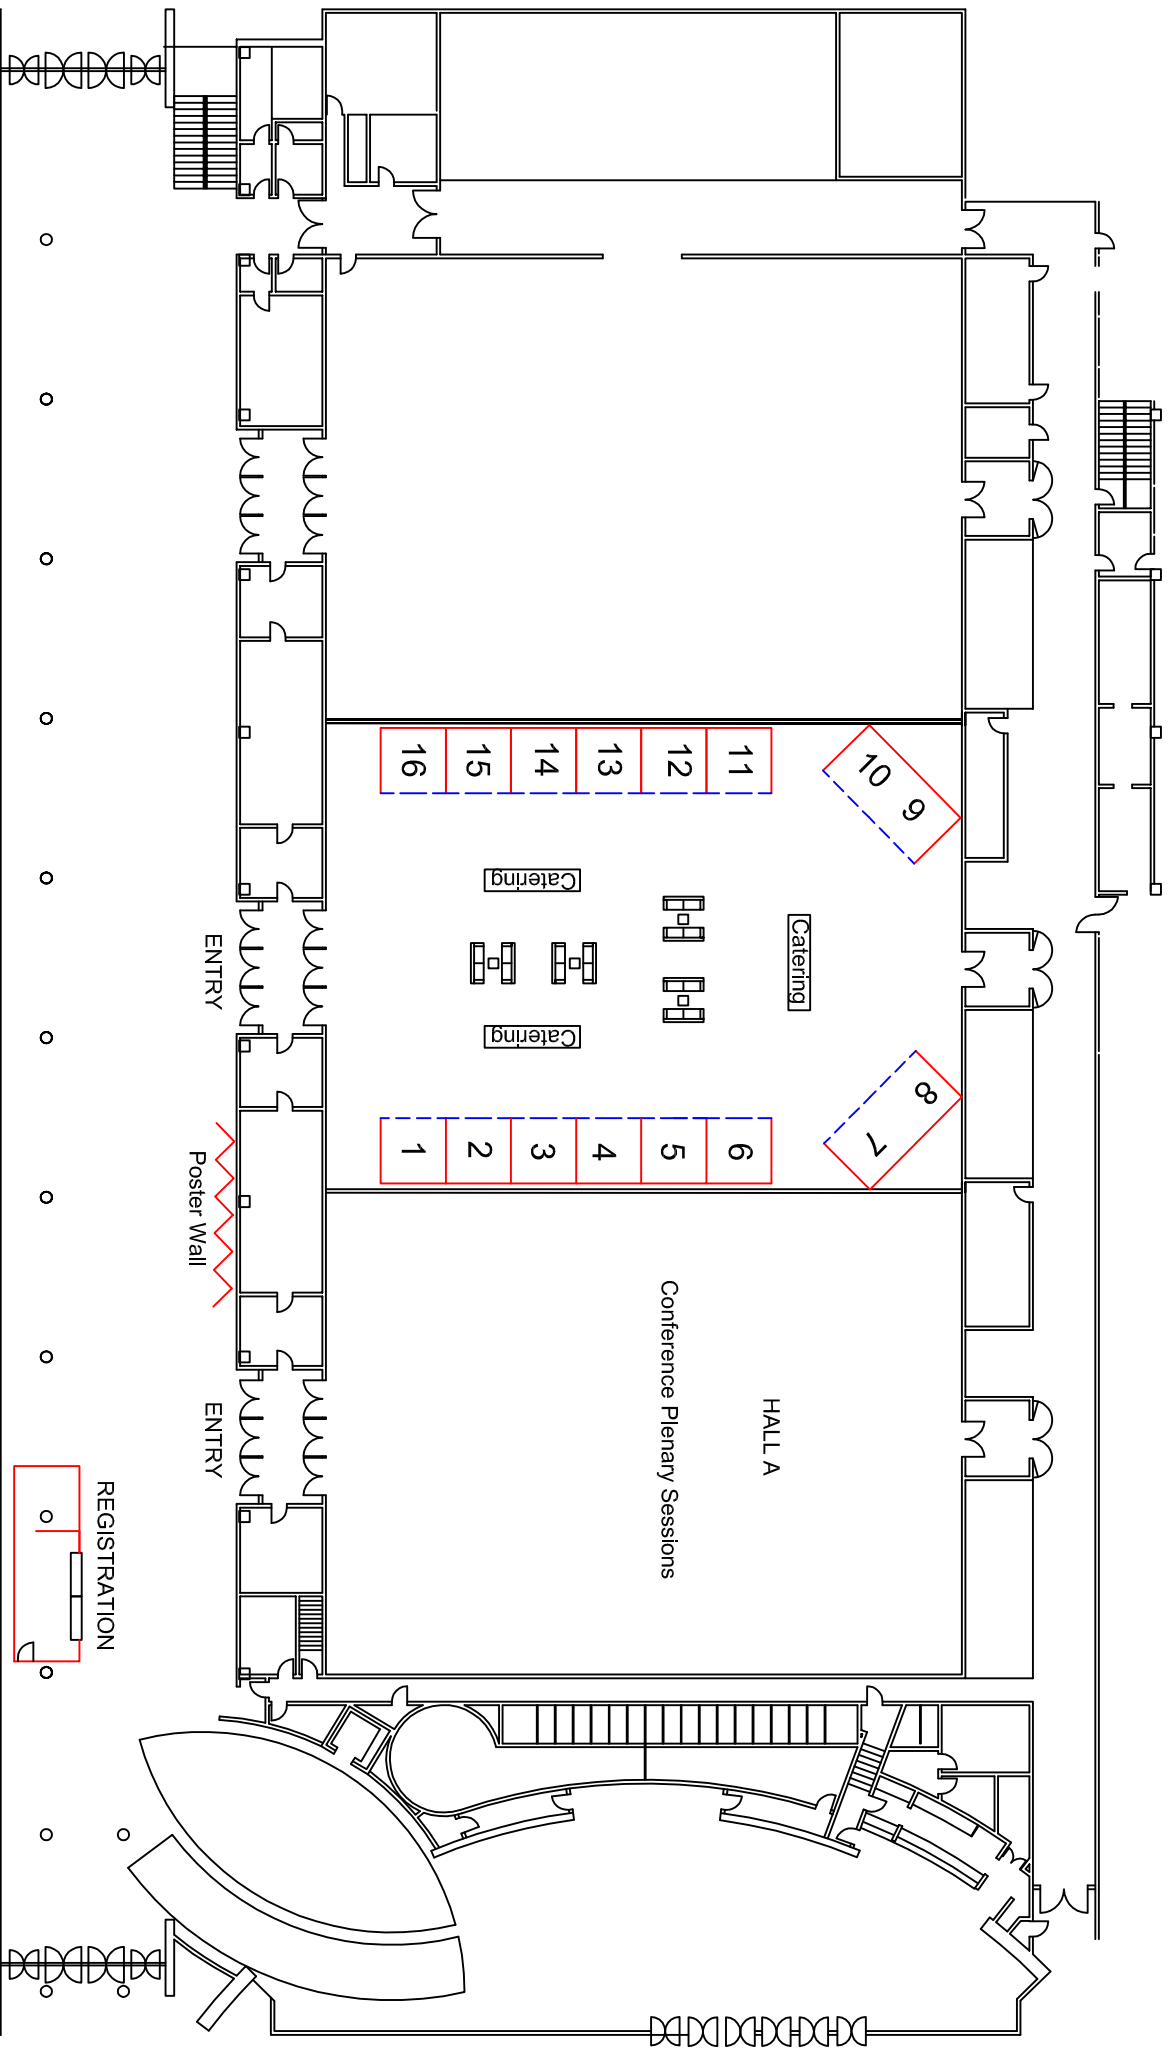 16
15
14
13
12
11
10
9
Catering
Catering
Catering
ENTRY
1
2
3
4
5
6
7
8
Poster Wall
Conference Plenary Sessions
HALL A
ENTRY
REGISTRATION